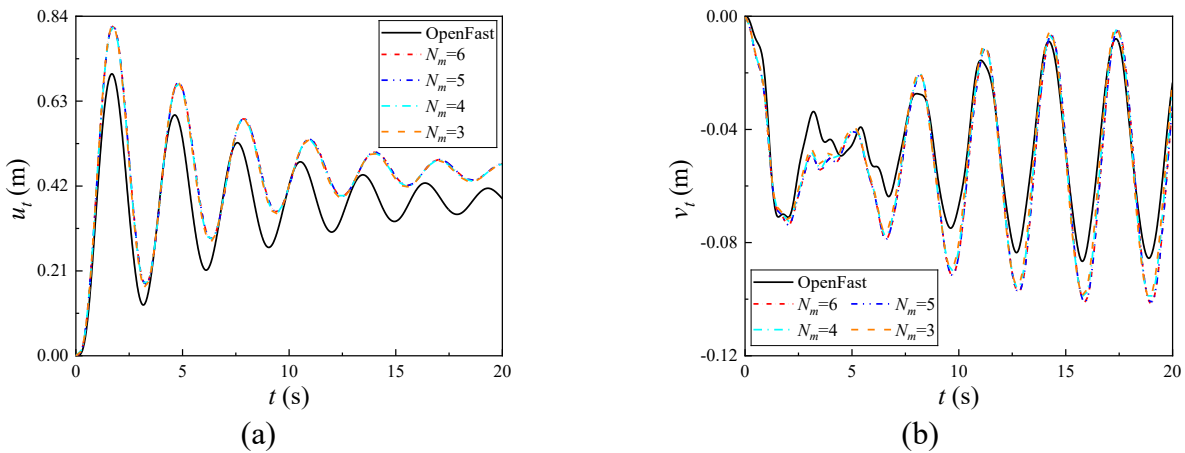 0.84
0.63
0.42
0.21
0.00
u_t (m)
OpenFast
N_m=6
N_m=5
N_m=4
N_m=3
0 5 10 15 20
t (s)
(a)
0.00
-0.04
-0.08
-0.12
v_t (m)
OpenFast
N_m=6 N_m=5
N_m=4 N_m=3
0 5 10 15 20
t (s)
(b)